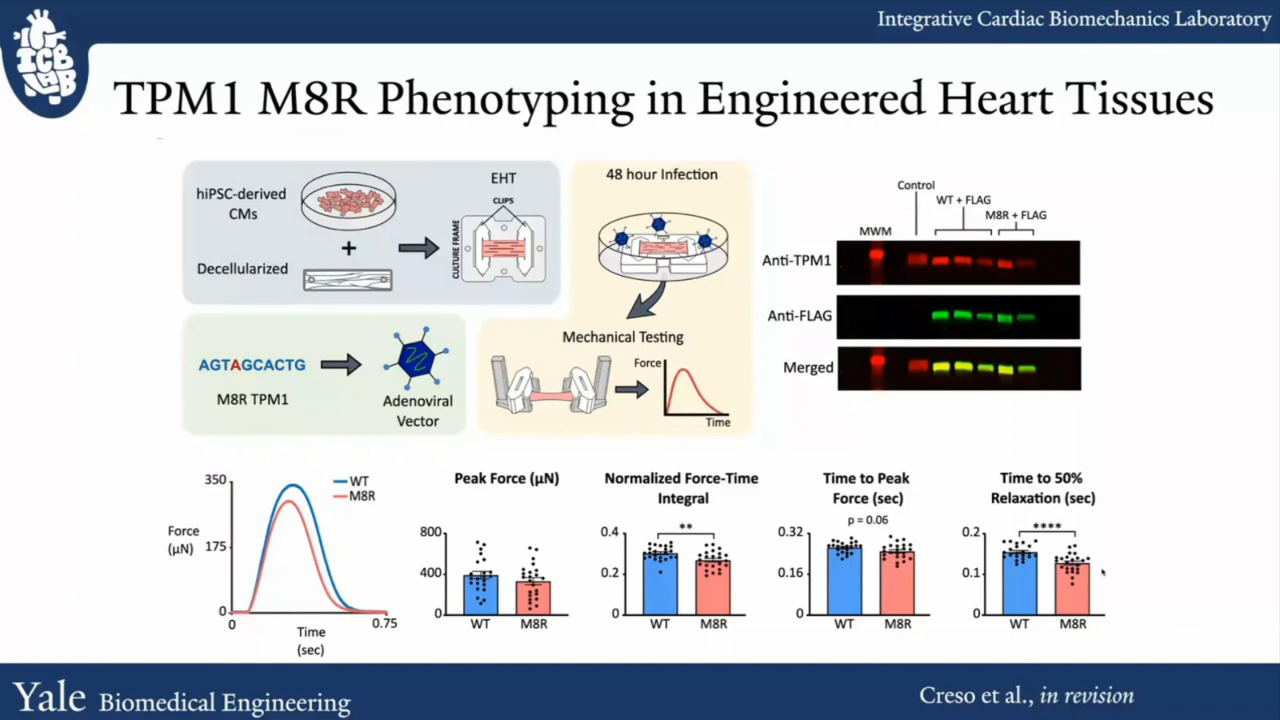 Integrative Cardiac Biomechanics Laboratory
ICB
LAB
TPM1 M8R Phenotyping in Engineered Heart Tissues
hiPSC-derived
CMs
+
Decellularized
EHT
CLIPS
CULTURE FRAME
48 hour Infection
Mechanical Testing
Force
Time
AGTAGCACTG
M8R TPM1
Adenoviral
Vector
Control
WT + FLAG
M8R + FLAG
MWM
Anti-TPM1
Anti-FLAG
Merged
350
175
0
Force
(µN)
0
0.75
Time
(sec)
WT
M8R
Peak Force (µN)
800
400
0
WT
M8R
Normalized Force-Time
Integral
**
0.4
0.2
0
WT
M8R
Time to Peak
Force (sec)
p = 0.06
0.32
0.16
0
WT
M8R
Time to 50%
Relaxation (sec)
****
0.2
0.1
0
WT
M8R
Yale Biomedical Engineering
Creso et al., in revision